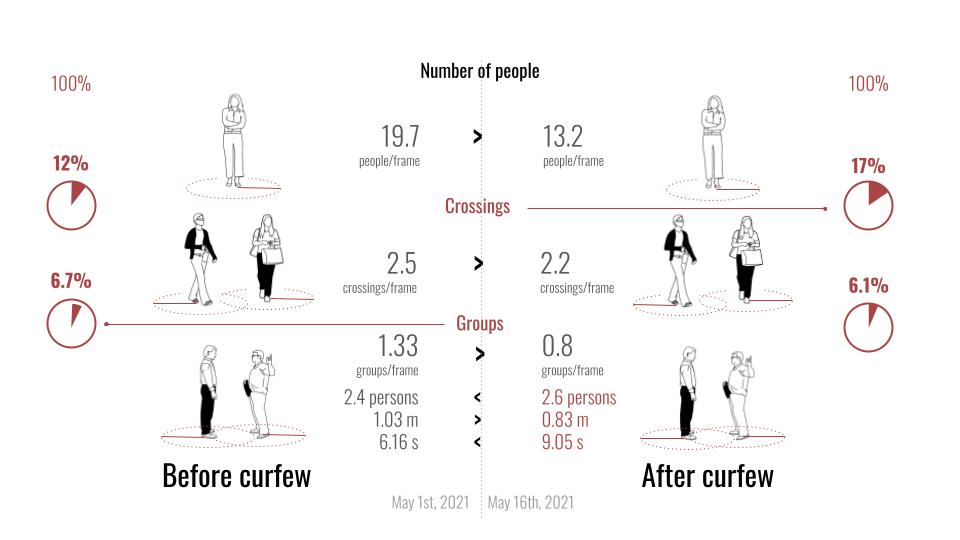 Number of people
100%
100%
19.7
>
13.2
people/frame
people/frame
12%
17%
Crossings
2.5
>
2.2
crossings/frame
crossings/frame
6.7%
6.1%
Groups
1.33
>
0.8
groups/frame
groups/frame
2.4 persons
<
2.6 persons
1.03 m
>
0.83 m
6.16 s
<
9.05 s
Before curfew
After curfew
May 1st, 2021
May 16th, 2021